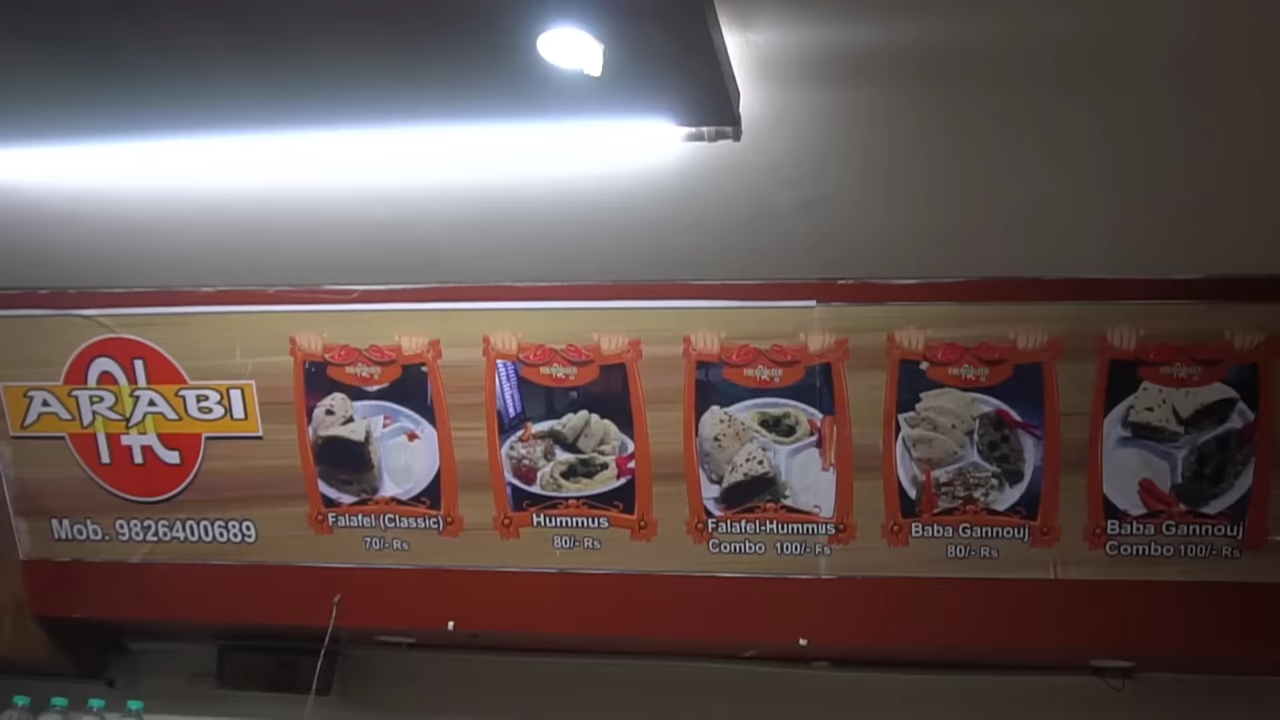 ARABI
Mob. 9826400689
Falafel (Classic)
70/- Rs
Hummus
80/- Rs
Falafel-Hummus
Combo 100/- Rs
Baba Gannouj
80/- Rs
Baba Gannouj
Combo 100/- Rs